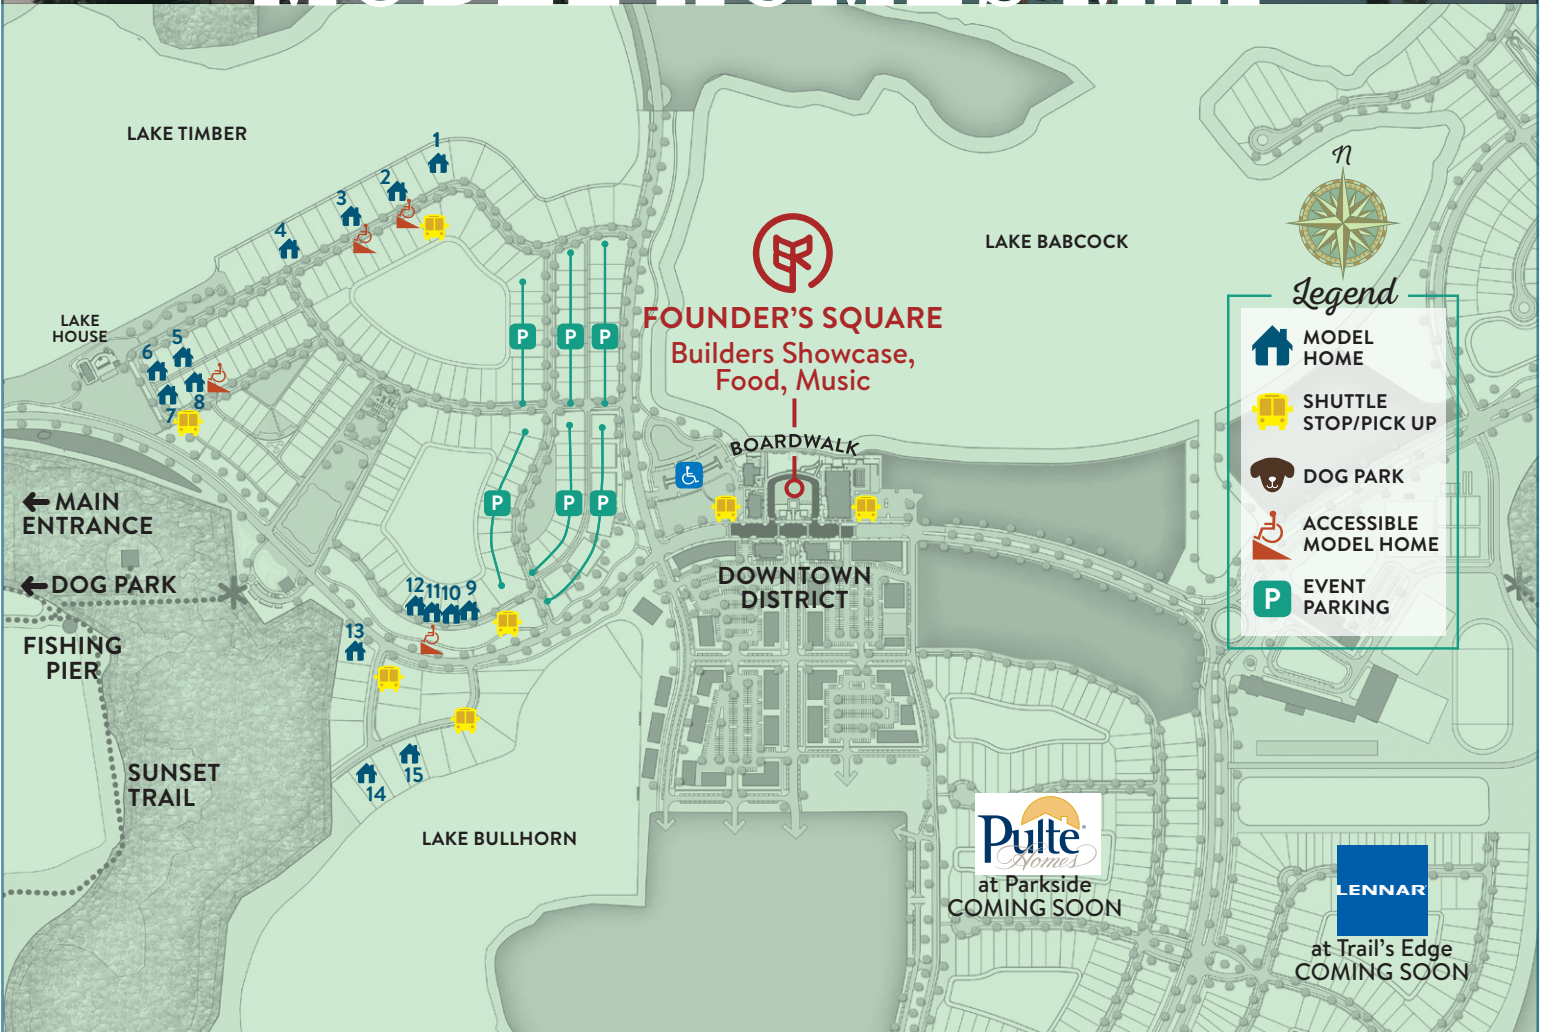 LAKE TIMBER
1
2
3
4
LAKE BABCOCK
N
Legend
MODEL
HOME
SHUTTLE
STOP/PICK UP
DOG PARK
ACCESSIBLE
MODEL HOME
P
EVENT
PARKING
LAKE
HOUSE
5
6
7
8
P
P
P
FOUNDER'S SQUARE
Builders Showcase,
Food, Music
BOARDWALK
P
P
P
MAIN
ENTRANCE
DOG PARK
FISHING
PIER
12
11
10
9
13
DOWNTOWN
DISTRICT
SUNSET
TRAIL
14
15
LAKE BULLHORN
Pulte
Homes
at Parkside
COMING SOON
LENNAR
at Trail's Edge
COMING SOON